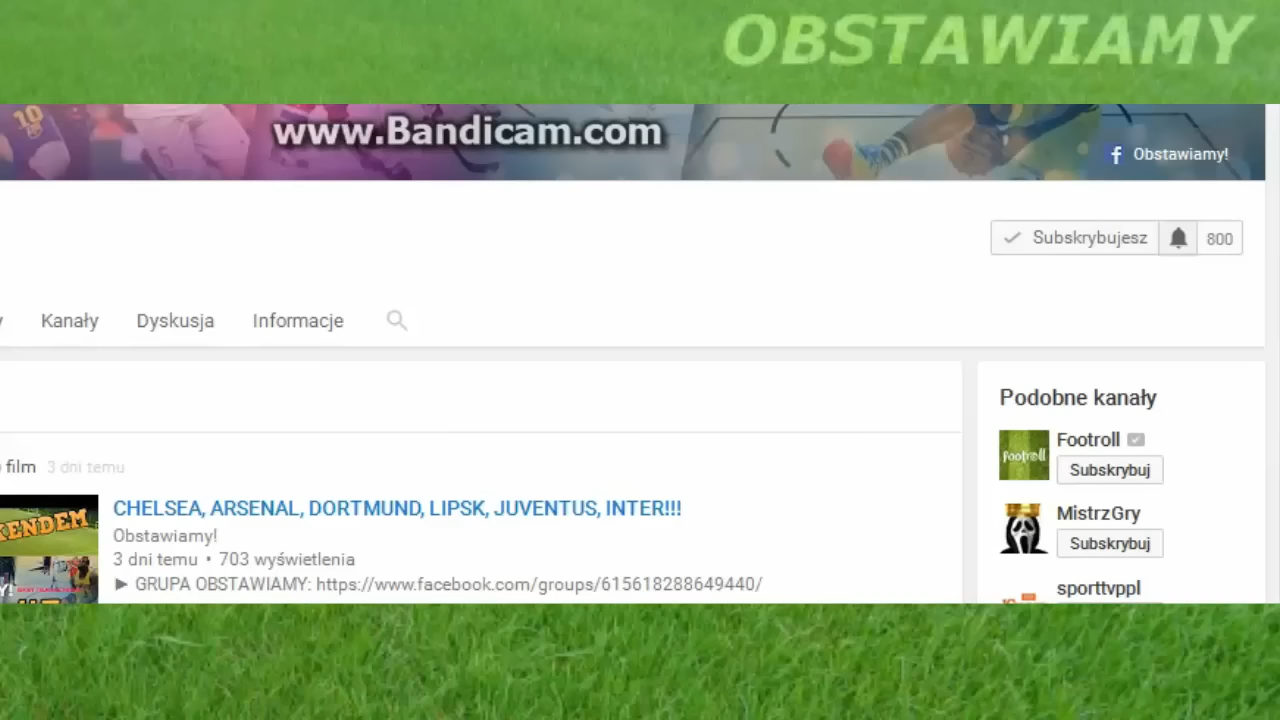 OBSTAWIAMY
10
www.Bandicam.com
Obstawiamy!
Subskrybujesz 800
Kanały Dyskusja Informacje
Podobne kanały
film 3 dni temu
CHELSEA, ARSENAL, DORTMUND, LIPSK, JUVENTUS, INTER!!!
Obstawiamy!
3 dni temu • 703 wyświetlenia
► GRUPA OBSTAWIAMY: https://www.facebook.com/groups/615618288649440/
footroll
Footroll
Subskrybuj
MistrzGry
Subskrybuj
sporttvppl